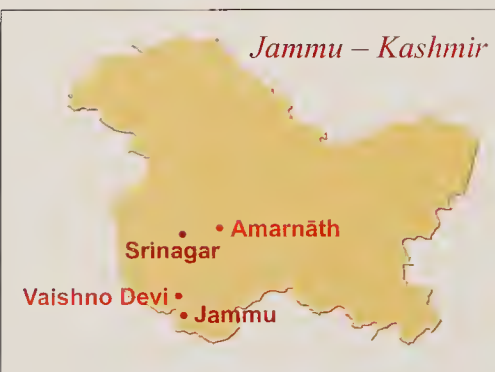 Jammu – Kashmir
Amarnāth
Srinagar
Vaishno Devi
Jammu